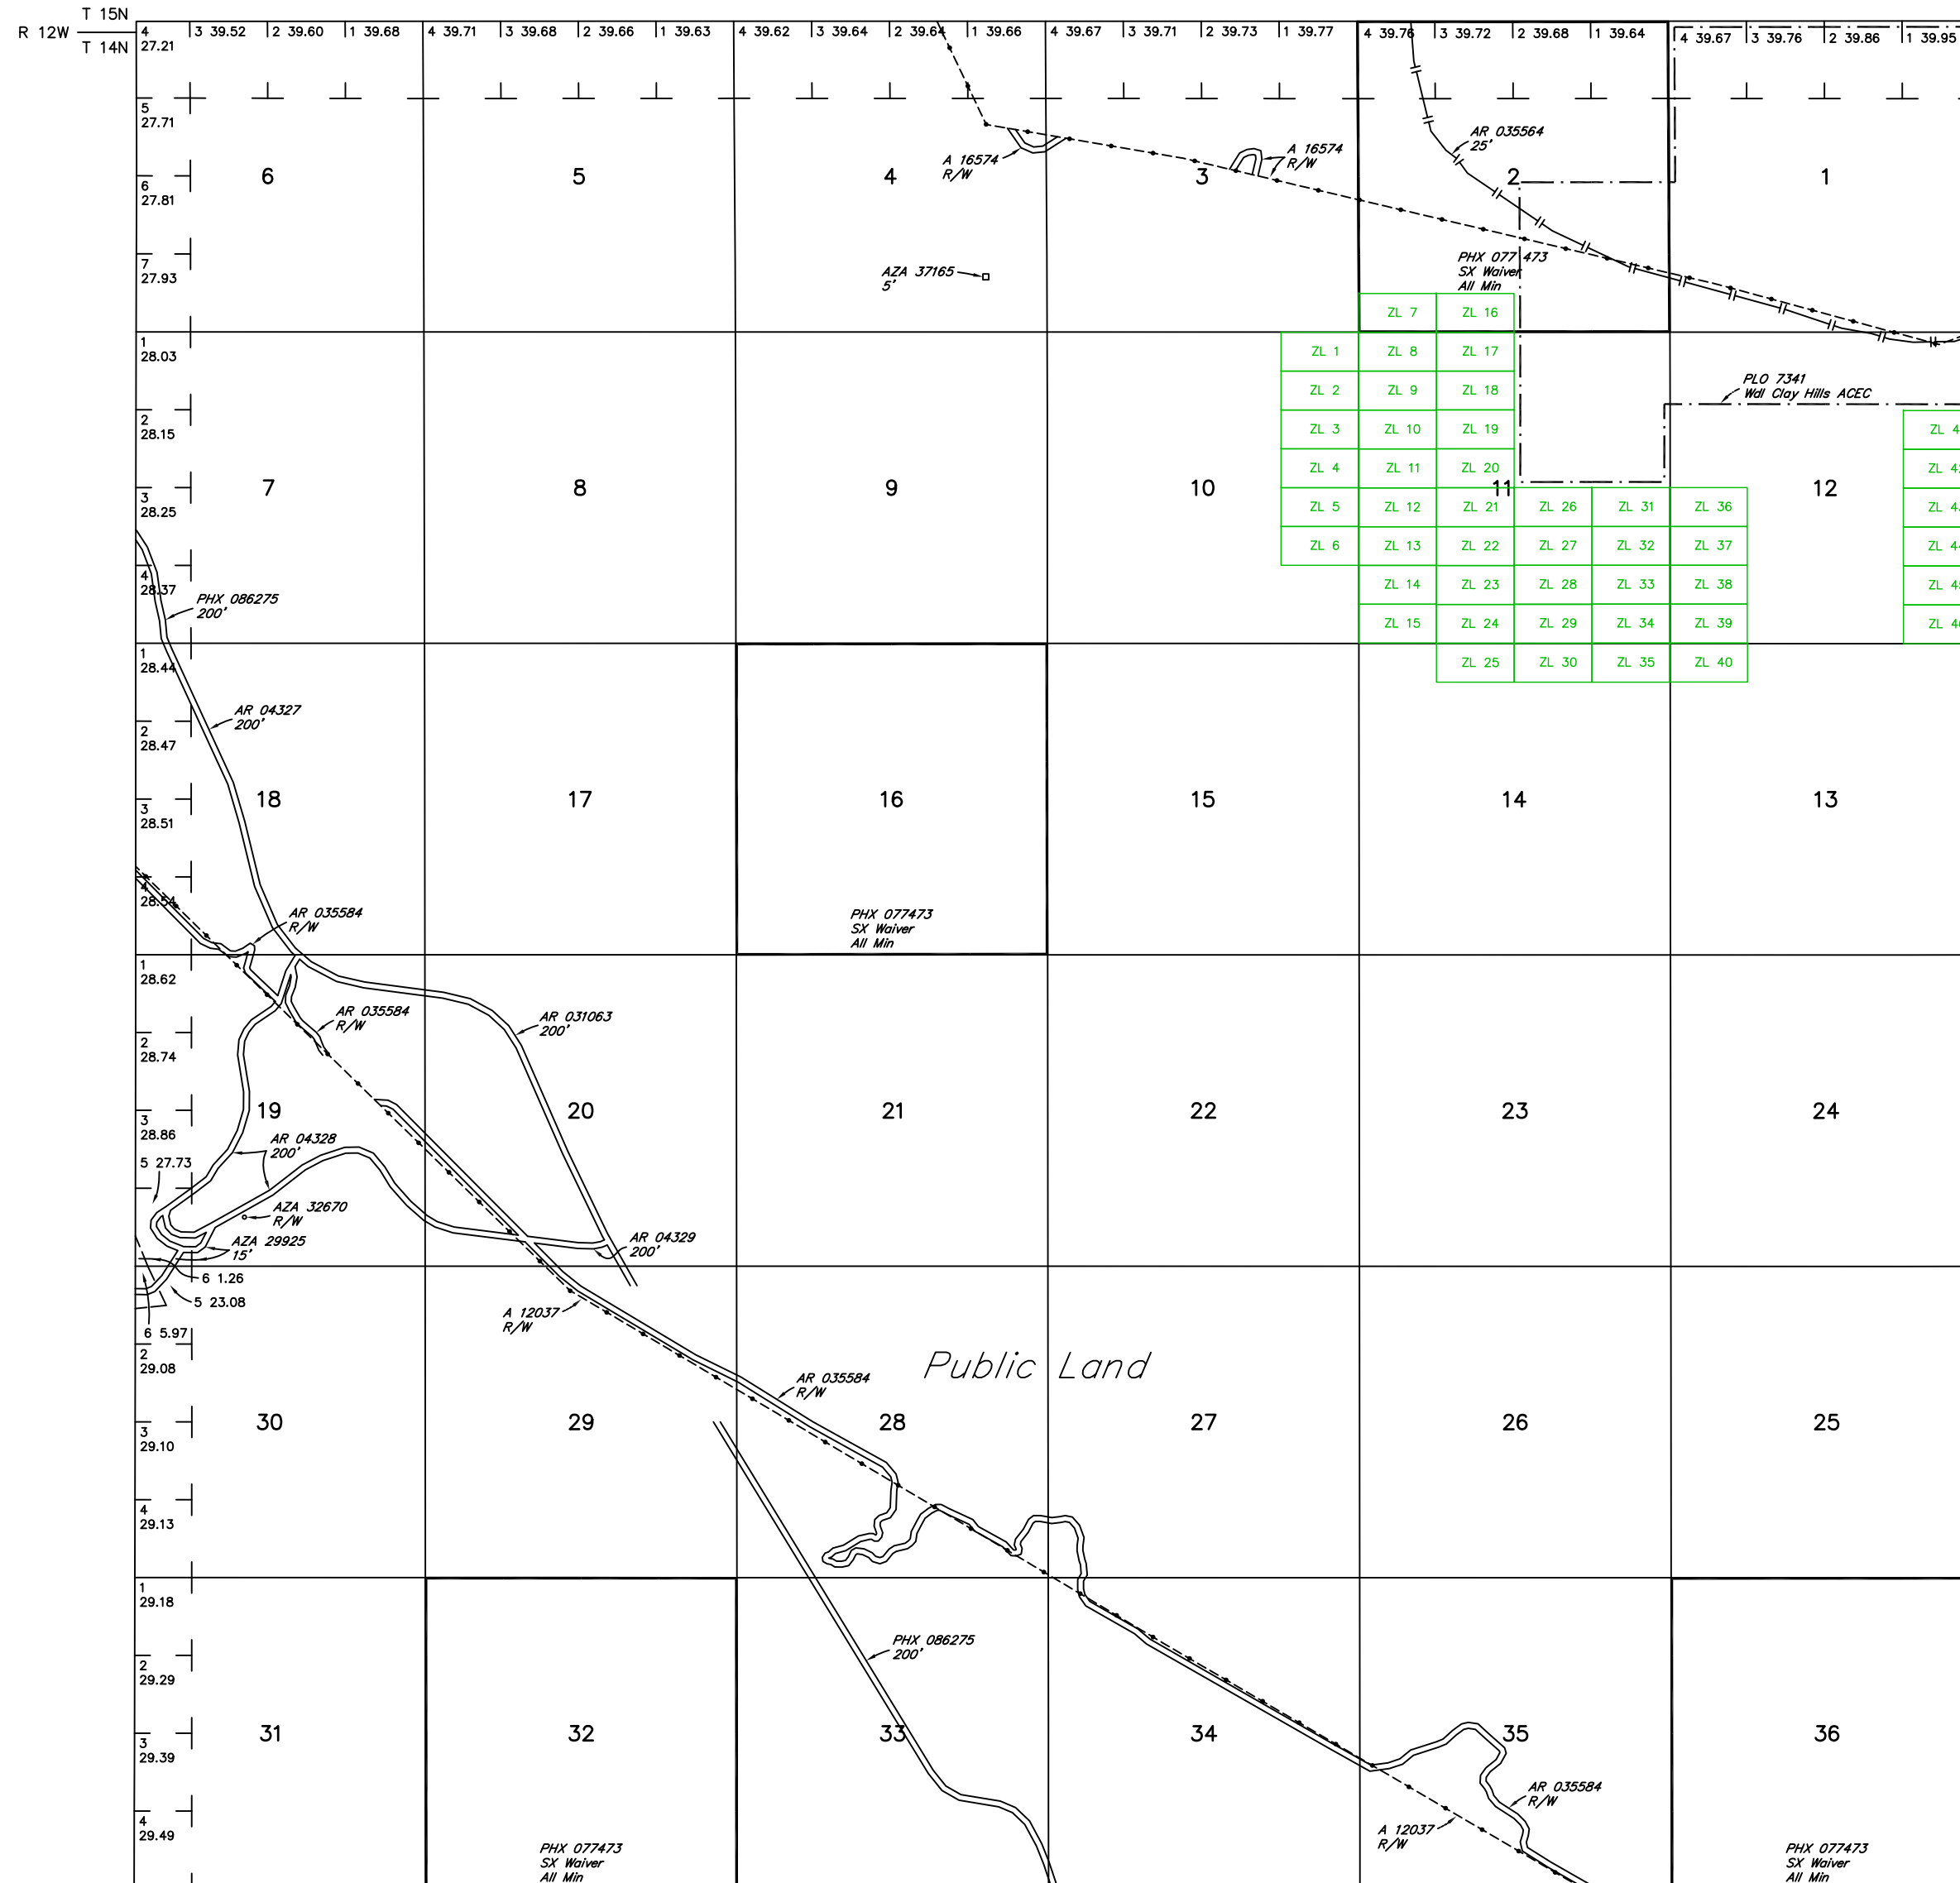 T 15N
R 12W
T 14N
4
27.21
3 39.52
2 39.60
1 39.68
4 39.71
3 39.68
2 39.66
1 39.63
4 39.62
3 39.64
2 39.64
1 39.66
4 39.67
3 39.71
2 39.73
1 39.77
4 39.76
3 39.72
2 39.68
1 39.64
4 39.67
3 39.76
2 39.86
1 39.95
5
27.71
6
27.81
7
27.93
6
5
4
3
2
1
A 16574
R/W
A 16574
R/W
AR 035564
25'
AZA 37165
5'
PHX 077473
SX Waiver
All Min
ZL 7
ZL 16
1
28.03
2
28.15
3
28.25
4
28.37
7
8
9
10
11
12
ZL 1
ZL 8
ZL 17
ZL 2
ZL 9
ZL 18
ZL 3
ZL 10
ZL 19
ZL 4
ZL 11
ZL 20
ZL 5
ZL 12
ZL 21
ZL 26
ZL 31
ZL 36
ZL 6
ZL 13
ZL 22
ZL 27
ZL 32
ZL 37
ZL 14
ZL 23
ZL 28
ZL 33
ZL 38
ZL 15
ZL 24
ZL 29
ZL 34
ZL 39
ZL 25
ZL 30
ZL 35
ZL 40
ZL
ZL
ZL
ZL
ZL
ZL
PLO 7341
Wdl Clay Hills ACEC
PHX 086275
200'
1
28.44
2
28.47
3
28.51
4
28.54
AR 04327
200'
18
17
16
15
14
13
AR 035584
R/W
PHX 077473
SX Waiver
All Min
1
28.62
2
28.74
3
28.86
5 27.73
AR 035584
R/W
AR 031063
200'
19
20
21
22
23
24
AR 04328
200'
AZA 32670
R/W
AZA 29925
15'
AR 04329
200'
6 1.26
5 23.08
6 5.97
2
29.08
3
29.10
4
29.13
A 12037
R/W
Public Land
AR 035584
R/W
30
29
28
27
26
25
1
29.18
2
29.29
3
29.39
4
29.49
PHX 086275
200'
31
32
33
34
35
36
AR 035584
R/W
A 12037
R/W
PHX 077473
SX Waiver
All Min
PHX 077473
SX Waiver
All Min